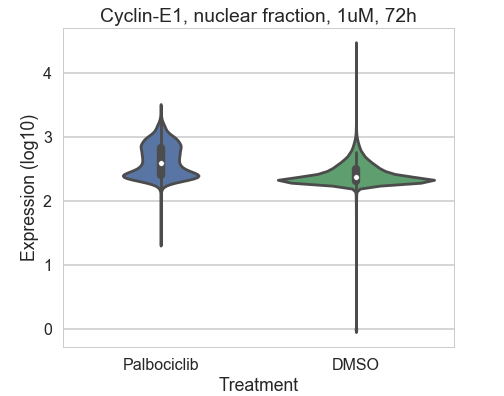 Cyclin-E1, nuclear fraction, 1uM, 72h
Expression (log10)
4
3
2
1
0
Palbociclib DMSO
Treatment